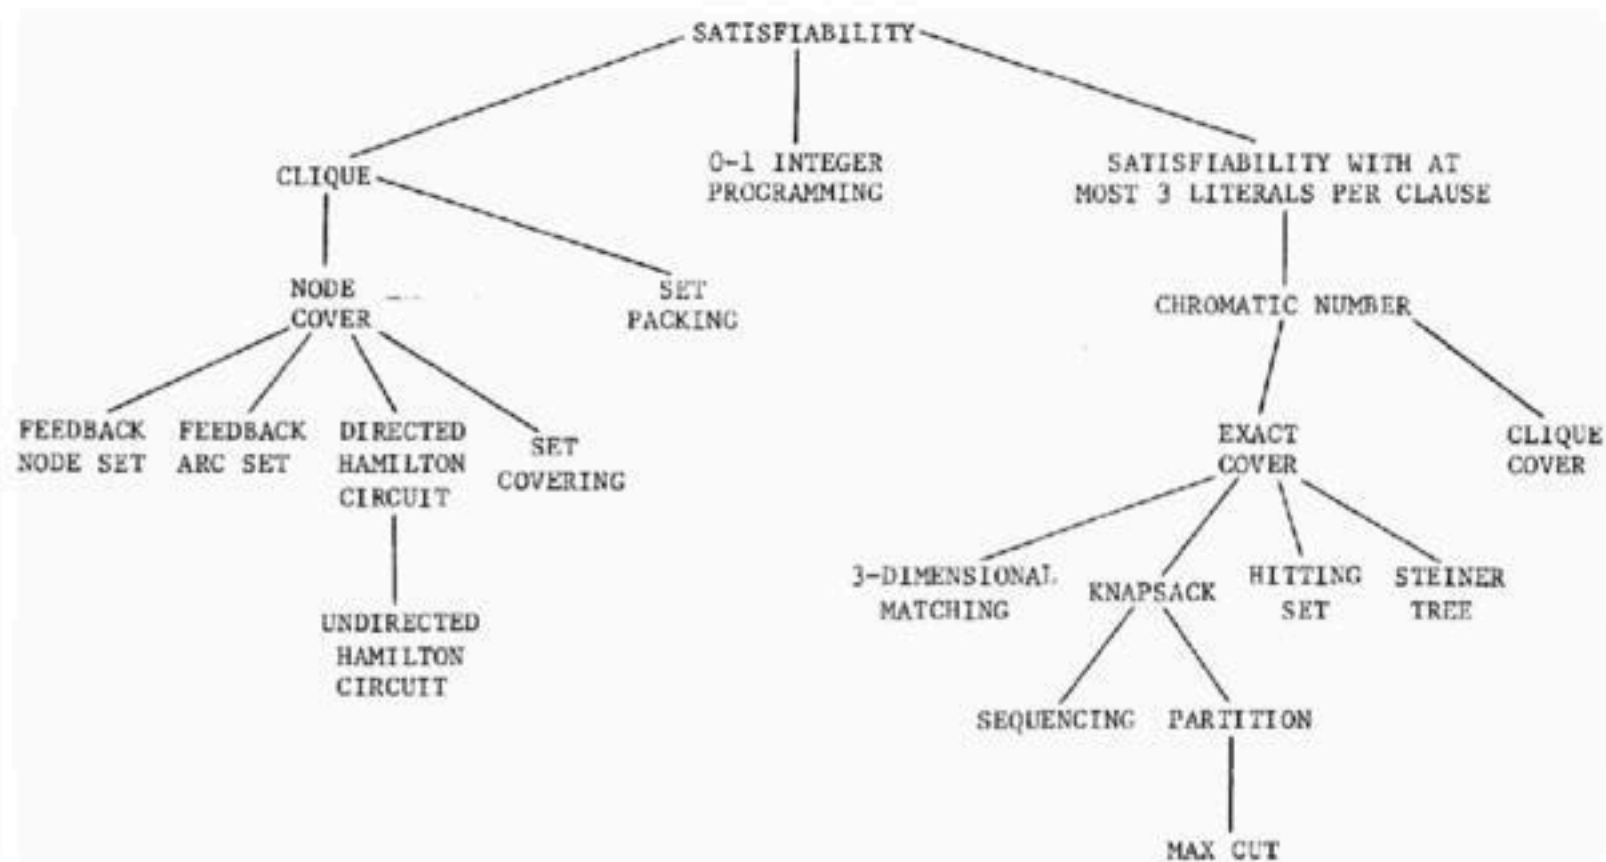 SATISFIABILITY
CLIQUE
0-1 INTEGER
PROGRAMMING
SATISFIABILITY WITH AT
MOST 3 LITERALS PER CLAUSE
NODE
COVER
SET
PACKING
CHROMATIC NUMBER
FEEDBACK
NODE SET
FEEDBACK
ARC SET
DIRECTED
HAMILTON
CIRCUIT
SET
COVERING
EXACT
COVER
CLIQUE
COVER
UNDIRECTED
HAMILTON
CIRCUIT
3-DIMENSIONAL
MATCHING
KNAPSACK
HITTING
SET
STEINER
TREE
SEQUENCING
PARTITION
MAX CUT